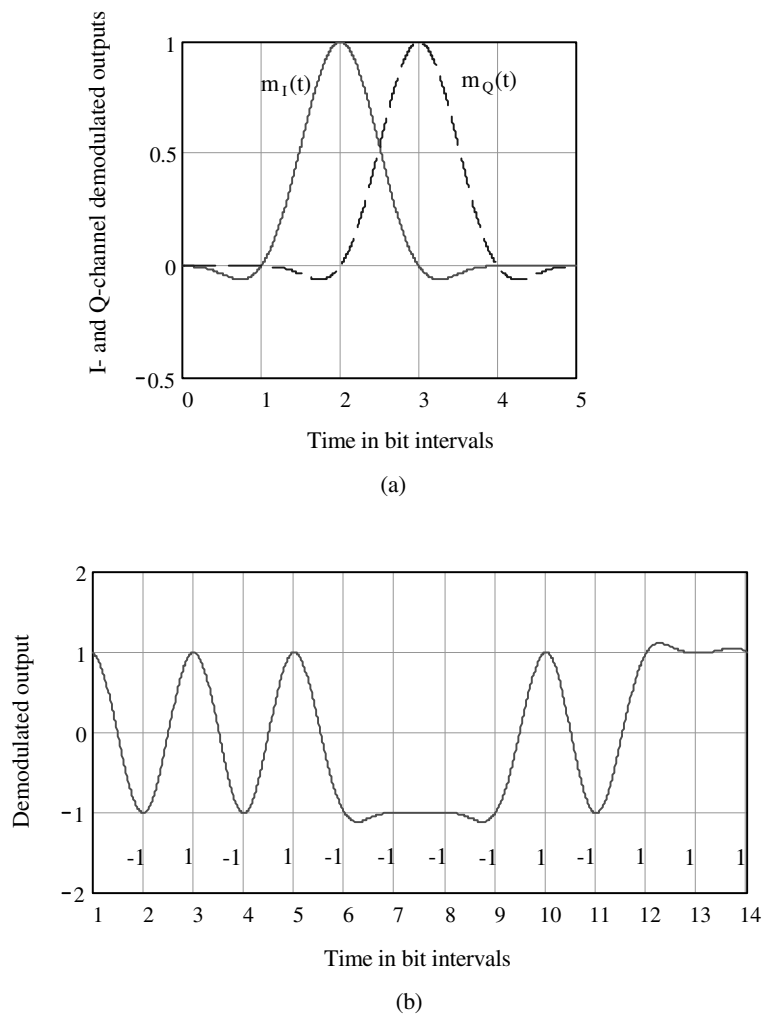 I- and Q-channel demodulated outputs
1
m_I(t)
m_Q(t)
0.5
0
−0.5
0 1 2 3 4 5
Time in bit intervals
(a)
Demodulated output
2
1
0
−1
-1 1 -1 1 -1 -1 -1 -1 1 -1 1 1 1
−2
1 2 3 4 5 6 7 8 9 10 11 12 13 14
Time in bit intervals
(b)